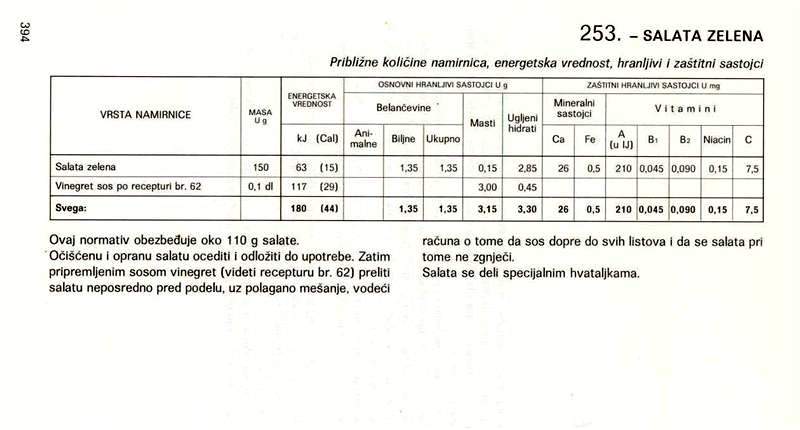 394
253. – SALATA ZELENA
Približne količine namirnica, energetska vrednost, hranljivi i zaštitni sastojci
VRSTA NAMIRNICE MASA U g ENERGETSKA VREDNOST OSNOVNI HRANLJIVI SASTOJCI U g ZAŠTITNI HRANLJIVI SASTOJCI U mg
Belančevine Masti Ugljeni hidrati Mineralni sastojci Vitamini
kJ (Cal) Ani-malne Biljne Ukupno Ca Fe A (u IJ) B1 B2 Niacin C
Salata zelena 150 63 (15) 1,35 1,35 0,15 2,85 26 0,5 210 0,045 0,090 0,15 7,5
Vinegret sos po recepturi br. 62 0,1 dl 117 (29) 3,00 0,45
Svega: 180 (44) 1,35 1,35 3,15 3,30 26 0,5 210 0,045 0,090 0,15 7,5
Ovaj normativ obezbeđuje oko 110 g salate.
Očišćenu i opranu salatu ocediti i odložiti do upotrebe. Zatim
pripremljenim sosom vinegret (videti recepturu br. 62) preliti
salatu neposredno pred podelu, uz polagano mešanje, vodeći
računa o tome da sos dopre do svih listova i da se salata pri
tome ne zgnječi.
Salata se deli specijalnim hvataljkama.